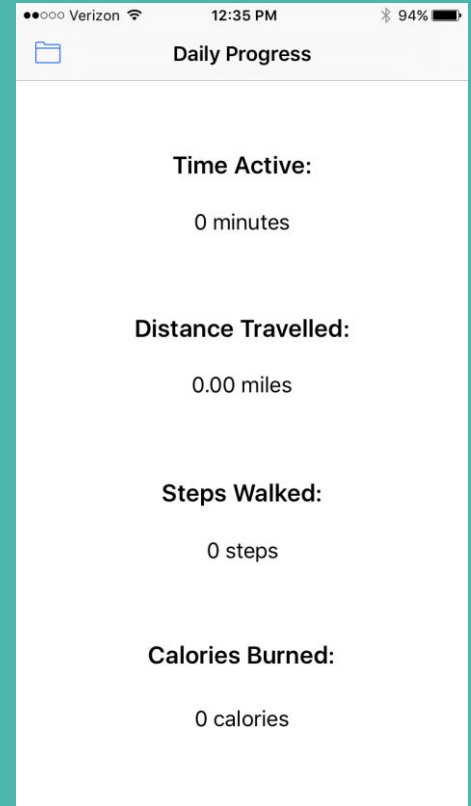 Verizon 12:35 PM 94%
Daily Progress
Time Active:
0 minutes
Distance Travelled:
0.00 miles
Steps Walked:
0 steps
Calories Burned:
0 calories